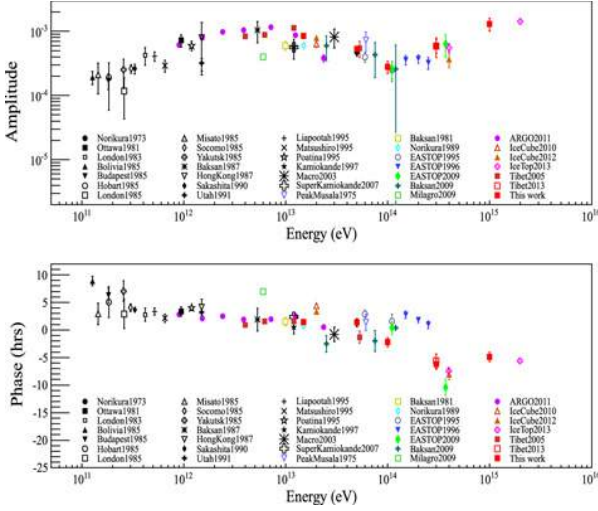 10⁻³
10⁻⁴
10⁻⁵
Amplitude
Norikura1973 Misato1985 Liapootah1995 Baksan1981 ARGO2011
Ottawa1981 Socorno1985 Matsushiro1995 Norikura1989 IceCube2010
London1983 Yakutsk1985 Poatina1995 EASTOP1995 IceCube2012
Bolivia1985 Baksan1987 Kamiokande1997 EASTOP1996 IceTop2013
Budapest1985 HongKong1987 Macro2003 EASTOP2009 Tibet2005
Hobart1985 Sakashita1990 SuperKamiokande2007 Baksan2009 Tibet2013
London1985 Utah1991 PeakMusala1975 Milagro2009 This work
10¹¹ 10¹² 10¹³ 10¹⁴ 10¹⁵ 10¹⁶
Energy (eV)
10
5
0
-5
-10
-15
-20
-25
Phase (hrs)
Norikura1973 Misato1985 Liapootah1995 Baksan1981 ARGO2011
Ottawa1981 Socorno1985 Matsushiro1995 Norikura1989 IceCube2010
London1983 Yakutsk1985 Poatina1995 EASTOP1995 IceCube2012
Bolivia1985 Baksan1987 Kamiokande1997 EASTOP1996 IceTop2013
Budapest1985 HongKong1987 Macro2003 EASTOP2009 Tibet2005
Hobart1985 Sakashita1990 SuperKamiokande2007 Baksan2009 Tibet2013
London1985 Utah1991 PeakMusala1975 Milagro2009 This work
10¹¹ 10¹² 10¹³ 10¹⁴ 10¹⁵ 10¹⁶
Energy (eV)